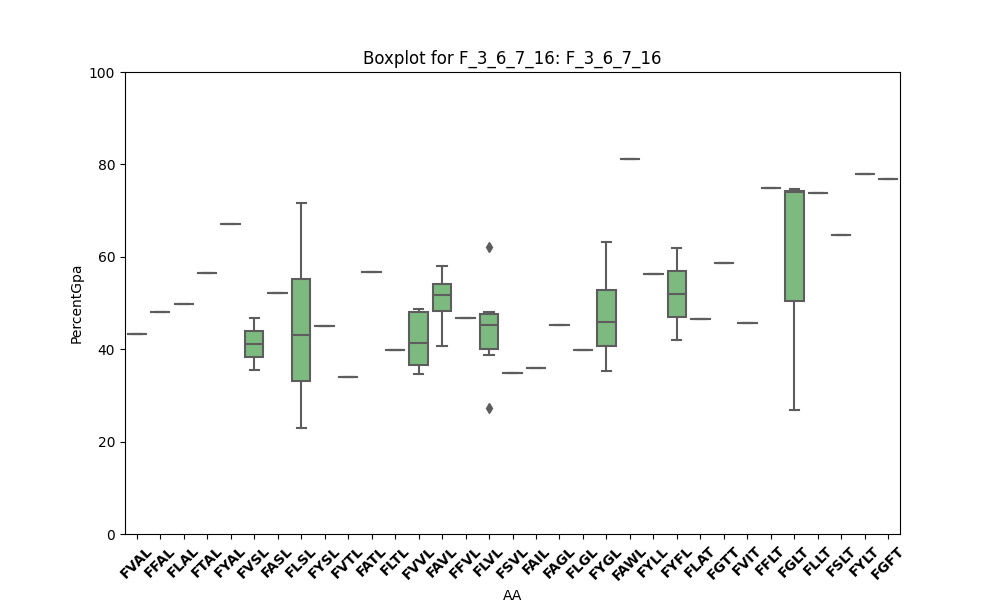 Boxplot for F_3_6_7_16: F_3_6_7_16
100
80
60
40
20
0
PercentGpa
FVAL FFAL FLAL FTAL FYAL FVSL FASL FLSL FYSL FVTL FATL FLTL FVVL FAVL FFVL FLVL FSVL FAIL FAGL FLGL FYGL FAWL FYLL FYFL FLAT FGTT FVIT FFLT FGLT FLLT FSLT FYLT FGFT
AA